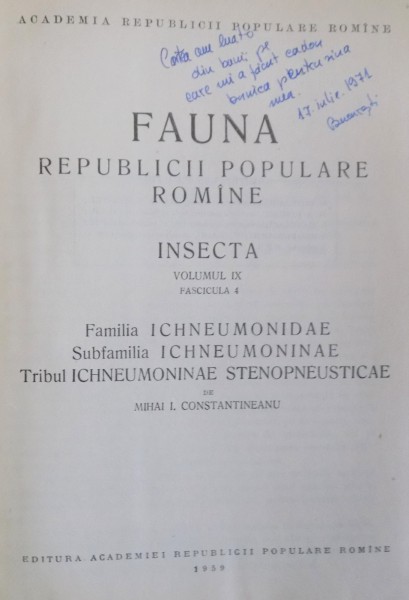 ACADEMIA REPUBLICII POPULARE ROMÎNE
Cartea am luat-o
din banii pe
care mi a făcut cadou
bunica pentru ziua
mea.
17. iulie. 1971
București
FAUNA
REPUBLICII POPULARE
ROMÎNE
INSECTA
VOLUMUL IX
FASCICULA 4
Familia ICHNEUMONIDAE
Subfamilia ICHNEUMONINAE
Tribul ICHNEUMONINAE STENOPNEUSTICAE
DE
MIHAI I. CONSTANTINEANU
EDITURA ACADEMIEI REPUBLICII POPULARE ROMÎNE
1959